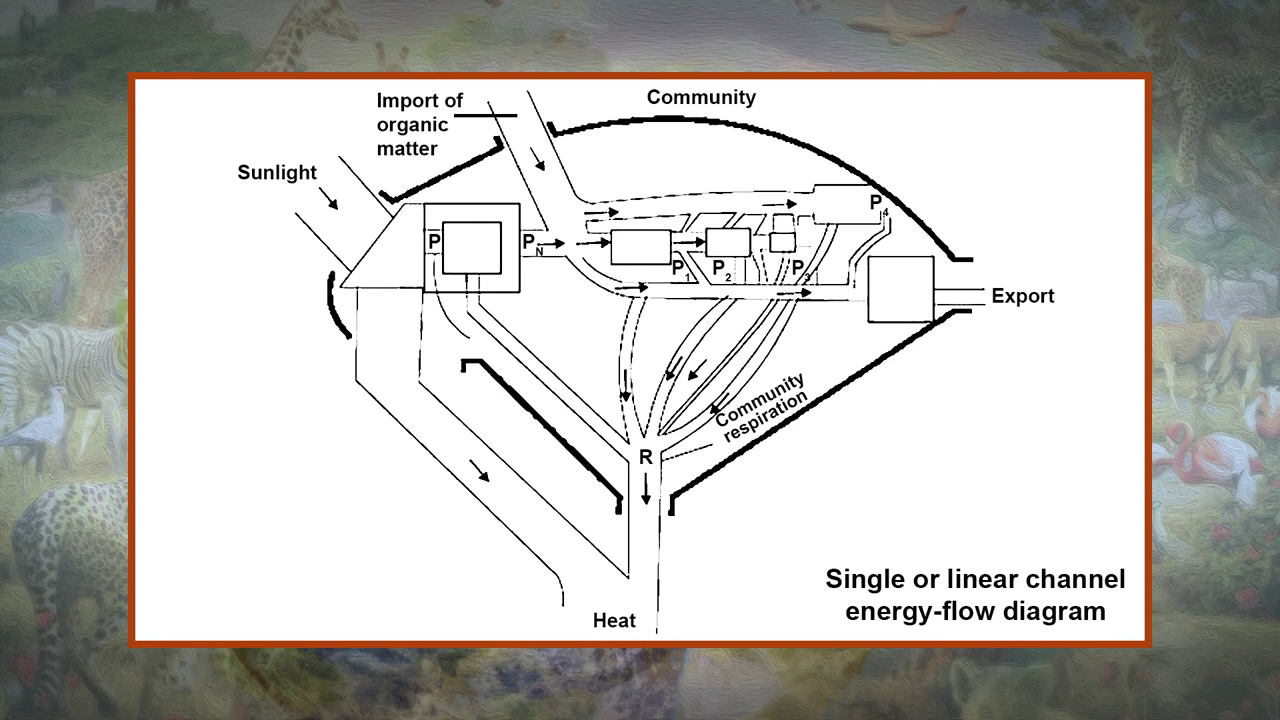 Import of
organic
matter
Community
Sunlight
P
P N
P 1
P 2
P 3
P 4
Export
Community
respiration
R
Heat
Single or linear channel
energy-flow diagram